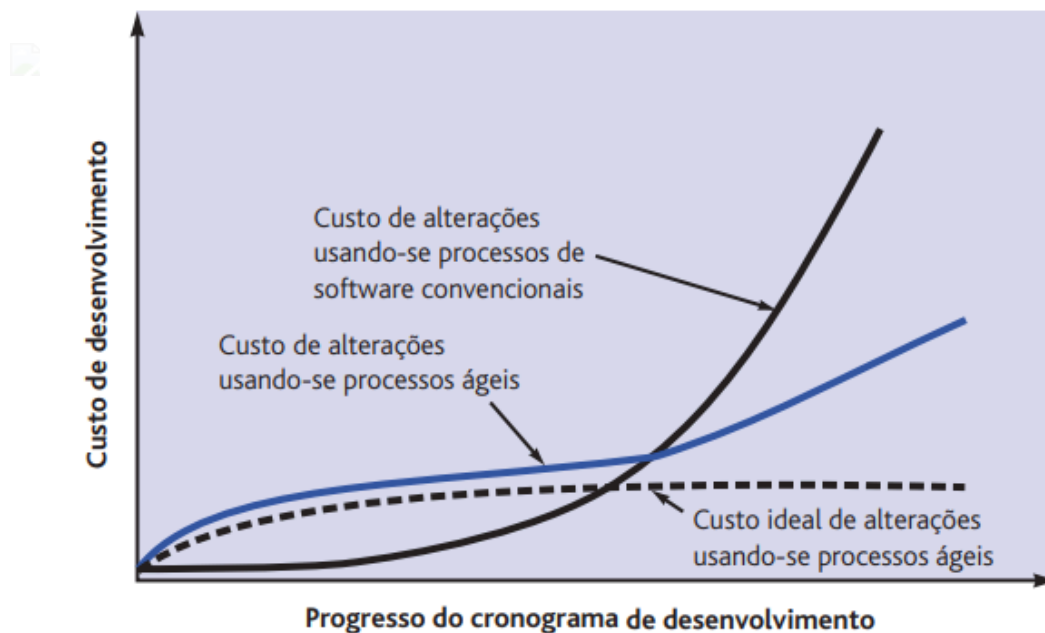 Custo de desenvolvimento
Custo de alterações
usando-se processos de
software convencionais
Custo de alterações
usando-se processos ágeis
Custo ideal de alterações
usando-se processos ágeis
Progresso do cronograma de desenvolvimento